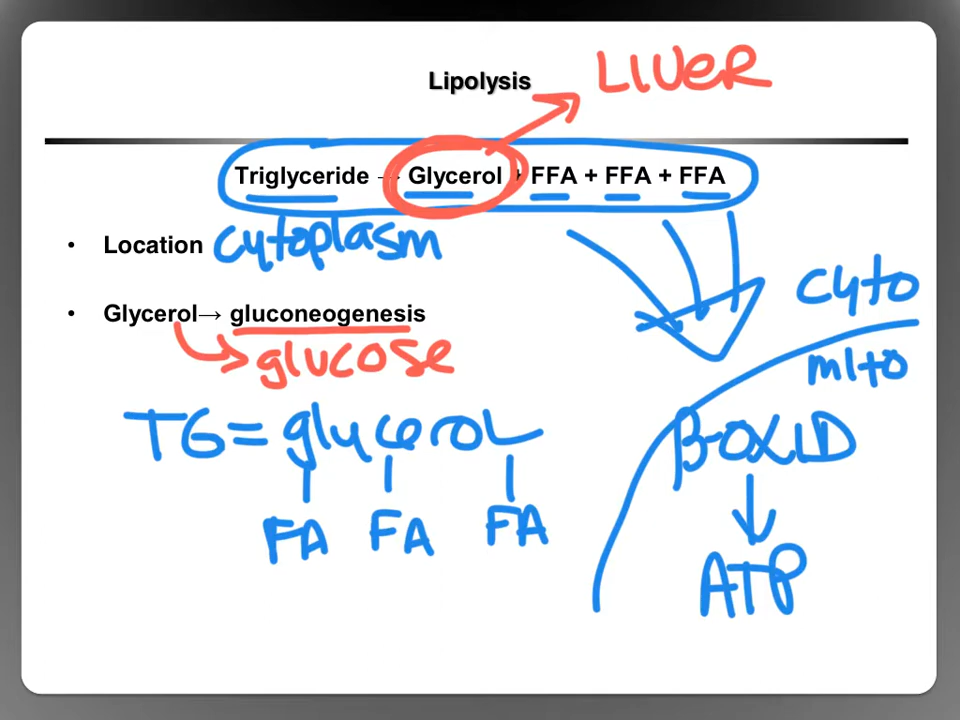 Lipolysis
LIVER
Triglyceride → Glycerol + FFA + FFA + FFA
• Location cytoplasm
• Glycerol→ gluconeogenesis
glucose
cyto
mito
TG = glycerol
FA FA FA
β-OXID
ATP